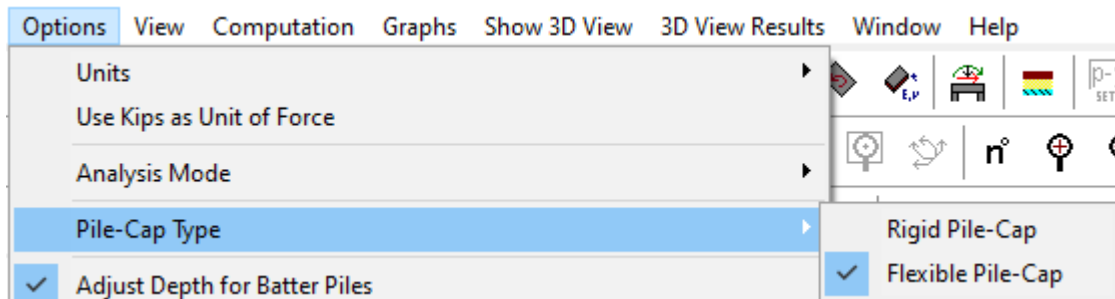 Options View Computation Graphs Show 3D View 3D View Results Window Help
Units
Use Kips as Unit of Force
E,ν
SET
n°
Analysis Mode
Pile-Cap Type
Rigid Pile-Cap
Flexible Pile-Cap
Adjust Depth for Batter Piles